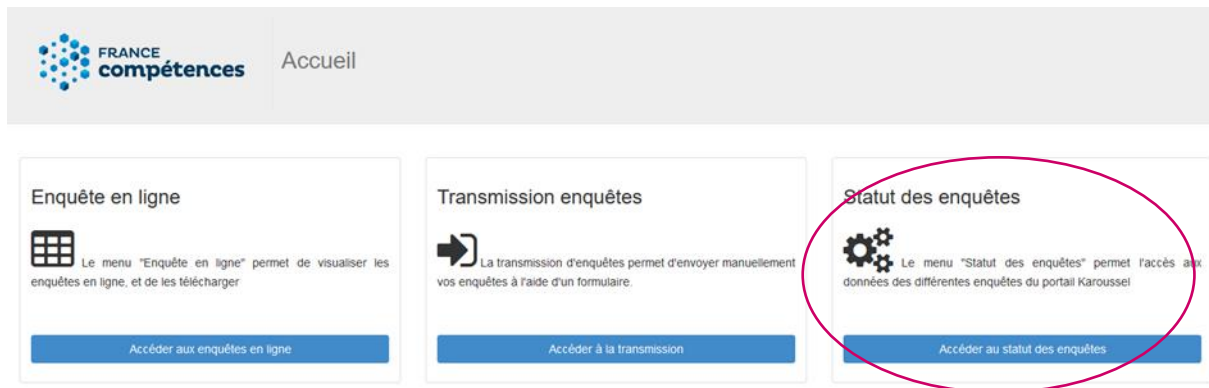 FRANCE
compétences
Accueil
Enquête en ligne
Le menu "Enquête en ligne" permet de visualiser les
enquêtes en ligne, et de les télécharger
Accéder aux enquêtes en ligne
Transmission enquêtes
La transmission d'enquêtes permet d'envoyer manuellement
vos enquêtes à l'aide d'un formulaire.
Accéder à la transmission
Statut des enquêtes
Le menu "Statut des enquêtes" permet l'accès aux
données des différentes enquêtes du portail Karoussel
Accéder au statut des enquêtes